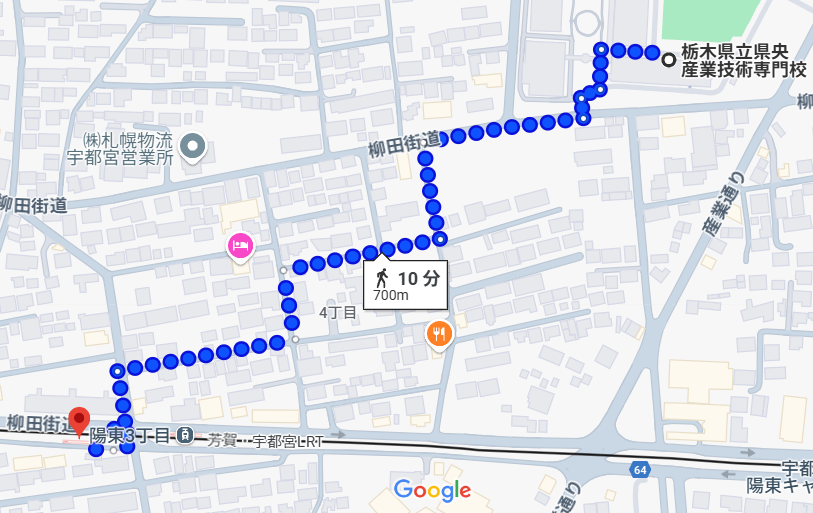 栃木県立県央
産業技術専門校
柳
㈱札幌物流
宇都宮営業所
柳田街道
柳田街道
産業通り
10 分
700m
4丁目
柳田街道
陽東3丁目
芳賀・宇都宮LRT
64
宇都
陽東キャ
通り
Google